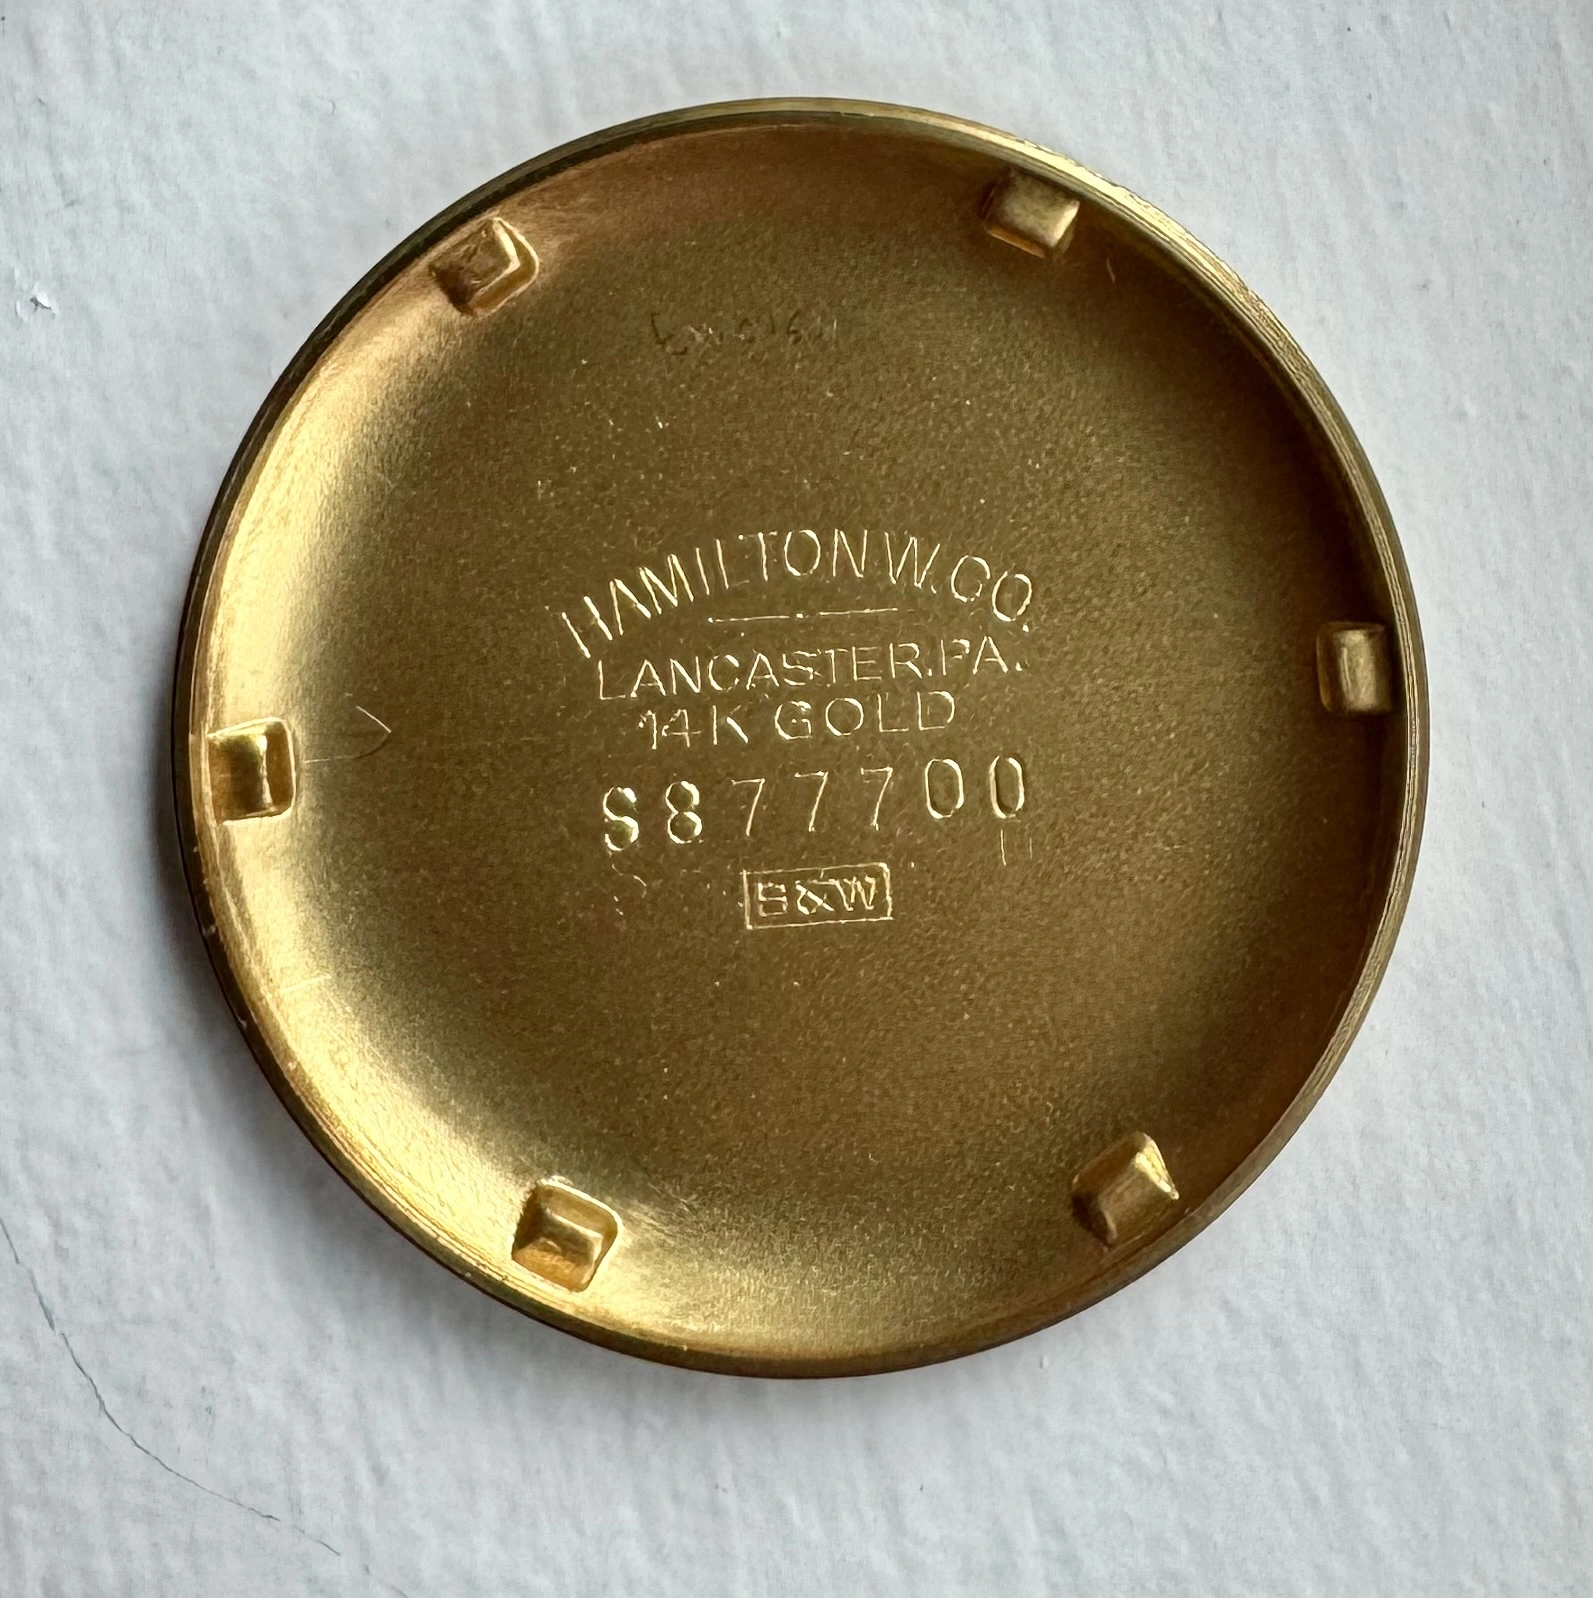 HAMILTON W. CO.
LANCASTER, PA.
14K GOLD
S877700
S&W